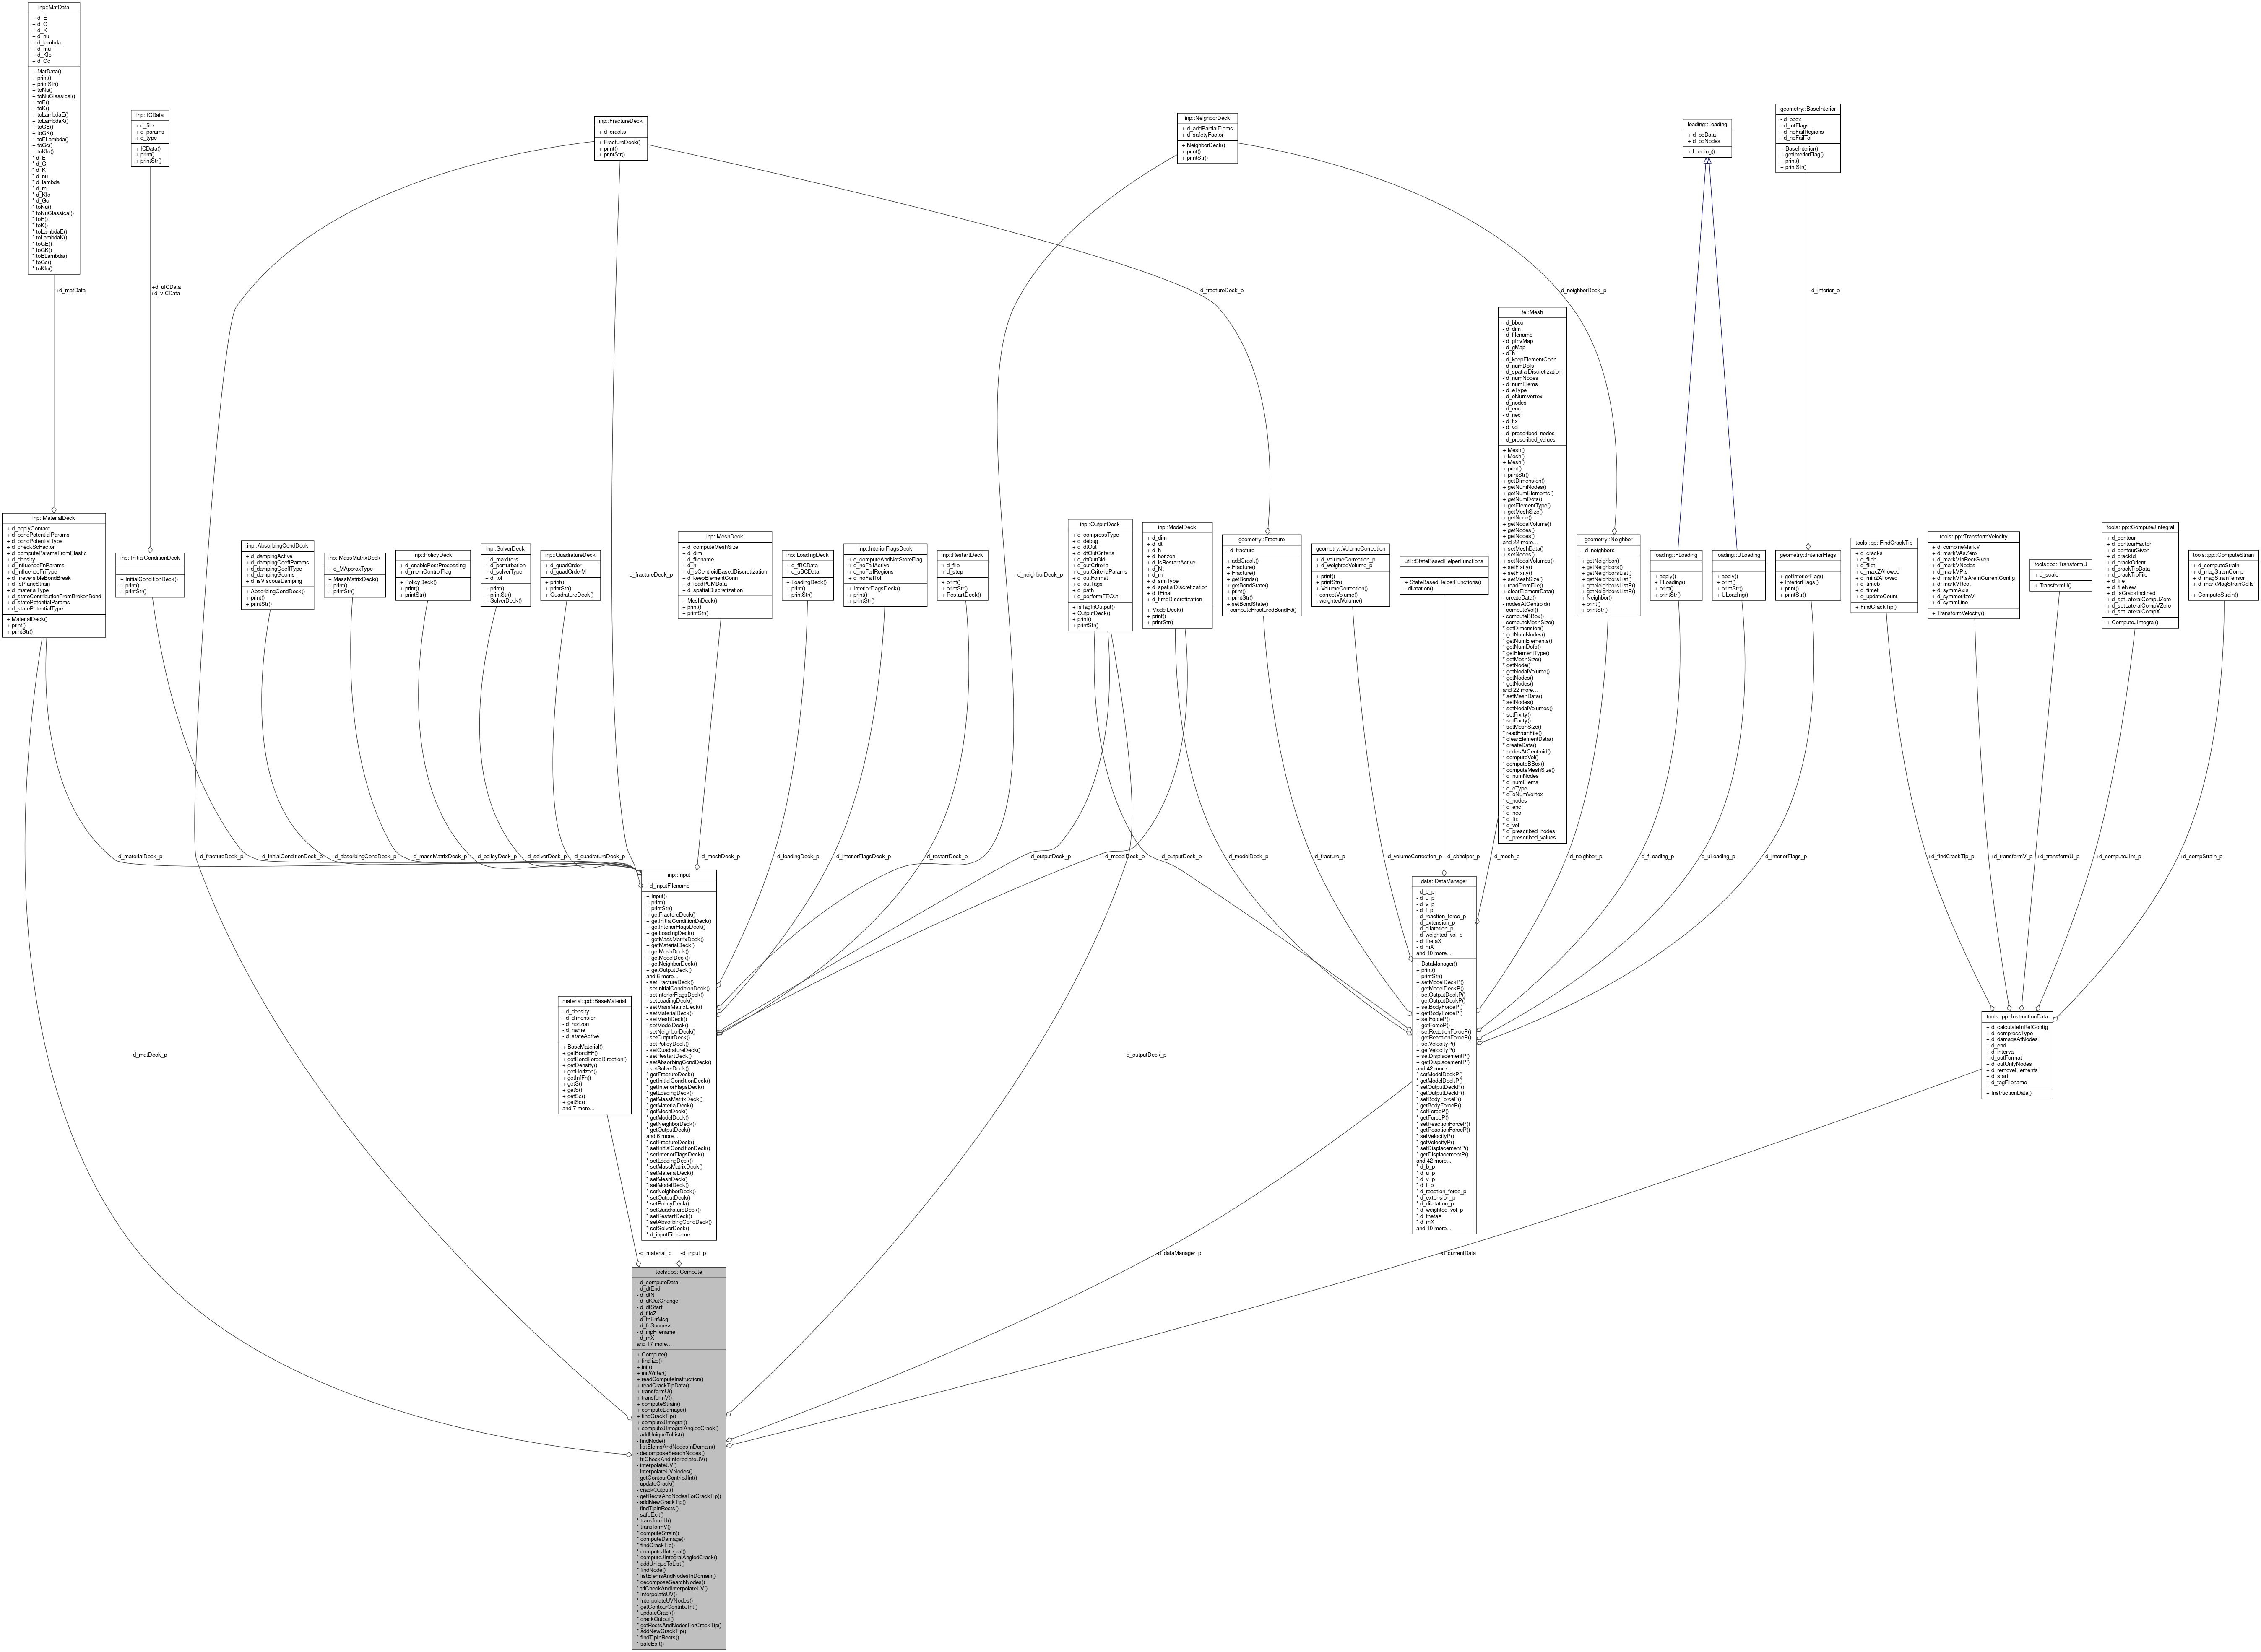 inp::MatData
+ d_E
+ d_G
+ d_K
+ d_nu
+ d_lambda
+ d_mu
+ d_KIc
+ d_Gc
+ MatData()
+ print()
+ printStr()
+ toNu()
+ toNuClassical()
+ toE()
+ toK()
+ toLambdaE()
+ toLambdaK()
+ toGE()
+ toGK()
+ toELambda()
+ toGc()
+ toKIc()
* d_E
* d_G
* d_K
* d_nu
* d_lambda
* d_mu
* d_KIc
* d_Gc
* toNu()
* toNuClassical()
* toE()
* toK()
* toLambdaE()
* toLambdaK()
* toGE()
* toGK()
* toELambda()
* toGc()
* toKIc()
inp::ICData
+ d_file
+ d_params
+ d_type
+ ICData()
+ print()
+ printStr()
inp::FractureDeck
+ d_cracks
+ FractureDeck()
+ print()
+ printStr()
inp::NeighborDeck
+ d_addPartialElems
+ d_safetyFactor
+ NeighborDeck()
+ print()
+ printStr()
loading::Loading
+ d_bcData
+ d_bcNodes
+ Loading()
geometry::BaseInterior
- d_bbox
- d_intFlags
- d_noFailRegions
- d_noFailTol
+ BaseInterior()
+ getInteriorFlag()
+ print()
+ printStr()
+d_matData
+d_uICData
+d_vICData
-d_fractureDeck_p
-d_neighborDeck_p
-d_interior_p
fe::Mesh
- d_bbox
- d_dim
- d_filename
- d_gInvMap
- d_gMap
- d_h
- d_keepElementConn
- d_numDofs
- d_spatialDiscretization
- d_numNodes
- d_numElems
- d_eType
- d_eNumVertex
- d_nodes
- d_enc
- d_nec
- d_fix
- d_vol
- d_prescribed_nodes
- d_prescribed_values
+ Mesh()
+ Mesh()
+ Mesh()
+ print()
+ printStr()
+ getDimension()
+ getNumNodes()
+ getNumElements()
+ getNumDofs()
+ getElementType()
+ getMeshSize()
+ getNode()
+ getNodalVolume()
+ getNodes()
+ getNodes()
and 22 more...
+ setMeshData()
+ setNodes()
+ setNodalVolumes()
+ setFixity()
+ setFixity()
+ setMeshSize()
+ readFromFile()
+ clearElementData()
- createData()
- nodesAtCentroid()
- computeVol()
- computeBBox()
- computeMeshSize()
* getDimension()
* getNumNodes()
* getNumElements()
* getNumDofs()
* getElementType()
* getMeshSize()
* getNode()
* getNodalVolume()
* getNodes()
* getNodes()
and 22 more...
* setMeshData()
* setNodes()
* setNodalVolumes()
* setFixity()
* setFixity()
* setMeshSize()
* readFromFile()
* clearElementData()
* createData()
* nodesAtCentroid()
* computeVol()
* computeBBox()
* computeMeshSize()
* d_numNodes
* d_numElems
* d_eType
* d_eNumVertex
* d_nodes
* d_enc
* d_nec
* d_fix
* d_vol
* d_prescribed_nodes
* d_prescribed_values
inp::MaterialDeck
+ d_applyContact
+ d_bondPotentialParams
+ d_bondPotentialType
+ d_checkScFactor
+ d_computeParamsFromElastic
+ d_density
+ d_influenceFnParams
+ d_influenceFnType
+ d_irreversibleBondBreak
+ d_isPlaneStrain
+ d_matData
+ d_materialType
+ d_stateContributionFromBrokenBond
+ d_statePotentialParams
+ d_statePotentialType
+ MaterialDeck()
+ print()
+ printStr()
inp::InitialConditionDeck
+ InitialConditionDeck()
+ print()
+ printStr()
inp::AbsorbingCondDeck
+ d_dampingActive
+ d_dampingCoeffParams
+ d_dampingCoeffType
+ d_dampingGeoms
+ d_isViscousDamping
+ AbsorbingCondDeck()
+ print()
+ printStr()
inp::MassMatrixDeck
+ d_MApproxType
+ MassMatrixDeck()
+ print()
+ printStr()
inp::PolicyDeck
+ d_enablePostProcessing
+ d_memControlFlag
+ PolicyDeck()
+ print()
+ printStr()
inp::SolverDeck
+ d_maxIters
+ d_perturbation
+ d_solverType
+ d_tol
+ print()
+ printStr()
+ SolverDeck()
inp::QuadratureDeck
+ d_quadOrder
+ d_quadOrderM
+ print()
+ printStr()
+ QuadratureDeck()
-d_fractureDeck_p
inp::MeshDeck
+ d_computeMeshSize
+ d_dim
+ d_filename
+ d_h
+ d_isCentroidBasedDiscretization
+ d_keepElementConn
+ d_loadPUMData
+ d_spatialDiscretization
+ MeshDeck()
+ print()
+ printStr()
inp::LoadingDeck
+ d_fBCData
+ d_uBCData
+ LoadingDeck()
+ print()
+ printStr()
inp::InteriorFlagsDeck
+ d_computeAndNotStoreFlag
+ d_noFailActive
+ d_noFailRegions
+ d_noFailTol
+ InteriorFlagsDeck()
+ print()
+ printStr()
inp::RestartDeck
+ d_file
+ d_step
+ print()
+ printStr()
+ RestartDeck()
-d_neighborDeck_p
inp::OutputDeck
+ d_compressType
+ d_debug
+ d_dtOut
+ d_dtOutCriteria
+ d_dtOutOld
+ d_outCriteria
+ d_outCriteriaParams
+ d_outFormat
+ d_outTags
+ d_path
+ d_performFEOut
+ isTagInOutput()
+ OutputDeck()
+ print()
+ printStr()
inp::ModelDeck
+ d_dim
+ d_dt
+ d_h
+ d_horizon
+ d_isRestartActive
+ d_Nt
+ d_rh
+ d_simType
+ d_spatialDiscretization
+ d_tFinal
+ d_timeDiscretization
+ ModelDeck()
+ print()
+ printStr()
geometry::Fracture
- d_fracture
+ addCrack()
+ Fracture()
+ Fracture()
+ getBonds()
+ getBondState()
+ print()
+ printStr()
+ setBondState()
- computeFracturedBondFd()
geometry::VolumeCorrection
+ d_volumeCorrection_p
+ d_weightedVolume_p
+ print()
+ printStr()
+ VolumeCorrection()
- correctVolume()
- weightedVolume()
util::StateBasedHelperFunctions
+ StateBasedHelperFunctions()
- dilatation()
geometry::Neighbor
- d_neighbors
+ getNeighbor()
+ getNeighbors()
+ getNeighborsList()
+ getNeighborsList()
+ getNeighborsListP()
+ getNeighborsListP()
+ Neighbor()
+ print()
+ printStr()
loading::FLoading
+ apply()
+ FLoading()
+ print()
+ printStr()
loading::ULoading
+ apply()
+ print()
+ printStr()
+ ULoading()
geometry::InteriorFlags
+ getInteriorFlag()
+ InteriorFlags()
+ print()
+ printStr()
tools::pp::FindCrackTip
+ d_cracks
+ d_fileb
+ d_filet
+ d_maxZAllowed
+ d_minZAllowed
+ d_timeb
+ d_timet
+ d_updateCount
+ FindCrackTip()
tools::pp::TransformVelocity
+ d_combineMarkV
+ d_markVAsZero
+ d_markVInRectGiven
+ d_markVNodes
+ d_markVPts
+ d_markVPtsAreInCurrentConfig
+ d_markVRect
+ d_symmAxis
+ d_symmetrizeV
+ d_symmLine
+ TransformVelocity()
tools::pp::TransformU
+ d_scale
+ TransformU()
tools::pp::ComputeJIntegral
+ d_contour
+ d_contourFactor
+ d_contourGiven
+ d_crackId
+ d_crackOrient
+ d_crackTipData
+ d_crackTipFile
+ d_file
+ d_fileNew
+ d_isCrackInclined
+ d_setLateralCompUZero
+ d_setLateralCompVZero
+ d_setLateralCompX
+ ComputeJIntegral()
tools::pp::ComputeStrain
+ d_computeStrain
+ d_magStrainComp
+ d_magStrainTensor
+ d_markMagStrainCells
+ ComputeStrain()
-d_materialDeck_p
-d_fractureDeck_p
-d_initialConditionDeck_p
-d_absorbingCondDeck_p
-d_massMatrixDeck_p
-d_policyDeck_p
-d_solverDeck_p
-d_quadratureDeck_p
-d_meshDeck_p
-d_loadingDeck_p
-d_interiorFlagsDeck_p
-d_restartDeck_p
-d_outputDeck_p
-d_modelDeck_p
-d_outputDeck_p
-d_modelDeck_p
-d_fracture_p
-d_volumeCorrection_p
-d_sbhelper_p
-d_mesh_p
-d_neighbor_p
-d_fLoading_p
-d_uLoading_p
-d_interiorFlags_p
+d_findCrackTip_p
+d_transformV_p
+d_transformU_p
+d_computeJInt_p
+d_compStrain_p
inp::Input
- d_inputFilename
+ Input()
+ print()
+ printStr()
+ getFractureDeck()
+ getInitialConditionDeck()
+ getInteriorFlagsDeck()
+ getLoadingDeck()
+ getMassMatrixDeck()
+ getMaterialDeck()
+ getMeshDeck()
+ getModelDeck()
+ getNeighborDeck()
+ getOutputDeck()
and 6 more...
- setFractureDeck()
- setInitialConditionDeck()
- setInteriorFlagsDeck()
- setLoadingDeck()
- setMassMatrixDeck()
- setMaterialDeck()
- setMeshDeck()
- setModelDeck()
- setNeighborDeck()
- setOutputDeck()
- setPolicyDeck()
- setQuadratureDeck()
- setRestartDeck()
- setAbsorbingCondDeck()
- setSolverDeck()
* getFractureDeck()
* getInitialConditionDeck()
* getInteriorFlagsDeck()
* getLoadingDeck()
* getMassMatrixDeck()
* getMaterialDeck()
* getMeshDeck()
* getModelDeck()
* getNeighborDeck()
* getOutputDeck()
and 6 more...
* setFractureDeck()
* setInitialConditionDeck()
* setInteriorFlagsDeck()
* setLoadingDeck()
* setMassMatrixDeck()
* setMaterialDeck()
* setMeshDeck()
* setModelDeck()
* setNeighborDeck()
* setOutputDeck()
* setPolicyDeck()
* setQuadratureDeck()
* setRestartDeck()
* setAbsorbingCondDeck()
* setSolverDeck()
* d_inputFilename
data::DataManager
- d_b_p
- d_u_p
- d_v_p
- d_f_p
- d_reaction_force_p
- d_extension_p
- d_dilatation_p
- d_weighted_vol_p
- d_thetaX
- d_mX
and 10 more...
+ DataManager()
+ print()
+ printStr()
+ setModelDeckP()
+ getModelDeckP()
+ setOutputDeckP()
+ getOutputDeckP()
+ setBodyForceP()
+ getBodyForceP()
+ setForceP()
+ getForceP()
+ setReactionForceP()
+ getReactionForceP()
+ setVelocityP()
+ getVelocityP()
+ setDisplacementP()
+ getDisplacementP()
and 42 more...
* setModelDeckP()
* getModelDeckP()
* setOutputDeckP()
* getOutputDeckP()
* setBodyForceP()
* getBodyForceP()
* setForceP()
* getForceP()
* setReactionForceP()
* getReactionForceP()
* setVelocityP()
* getVelocityP()
* setDisplacementP()
* getDisplacementP()
and 42 more...
* d_b_p
* d_u_p
* d_v_p
* d_f_p
* d_reaction_force_p
* d_extension_p
* d_dilatation_p
* d_weighted_vol_p
* d_thetaX
* d_mX
and 10 more...
material::pd::BaseMaterial
- d_density
- d_dimension
- d_horizon
- d_name
- d_stateActive
+ BaseMaterial()
+ getBondEF()
+ getBondForceDirection()
+ getDensity()
+ getHorizon()
+ getInfFn()
+ getS()
+ getS()
+ getSc()
+ getSc()
and 7 more...
tools::pp::InstructionData
+ d_calculateInRefConfig
+ d_compressType
+ d_damageAtNodes
+ d_end
+ d_interval
+ d_outFormat
+ d_outOnlyNodes
+ d_removeElements
+ d_start
+ d_tagFilename
+ InstructionData()
-d_matDeck_p
-d_outputDeck_p
-d_material_p
-d_input_p
-d_dataManager_p
-d_currentData
tools::pp::Compute
- d_computeData
- d_dtEnd
- d_dtN
- d_dtOutChange
- d_dtStart
- d_fileZ
- d_fnErrMsg
- d_fnSuccess
- d_inpFilename
- d_mX
and 17 more...
+ Compute()
+ finalize()
+ init()
+ initWriter()
+ readComputeInstruction()
+ readCrackTipData()
+ transformU()
+ transformV()
+ computeStrain()
+ computeDamage()
+ findCrackTip()
+ computeJIntegral()
+ computeJIntegralAngledCrack()
- addUniqueToList()
- findNode()
- listElemsAndNodesInDomain()
- decomposeSearchNodes()
- triCheckAndInterpolateUV()
- interpolateUV()
- interpolateUVNodes()
- getContourContribJInt()
- updateCrack()
- crackOutput()
- getRectsAndNodesForCrackTip()
- addNewCrackTip()
- findTipInRects()
- safeExit()
* transformU()
* transformV()
* computeStrain()
* computeDamage()
* findCrackTip()
* computeJIntegral()
* computeJIntegralAngledCrack()
* addUniqueToList()
* findNode()
* listElemsAndNodesInDomain()
* decomposeSearchNodes()
* triCheckAndInterpolateUV()
* interpolateUV()
* interpolateUVNodes()
* getContourContribJInt()
* updateCrack()
* crackOutput()
* getRectsAndNodesForCrackTip()
* addNewCrackTip()
* findTipInRects()
* safeExit()